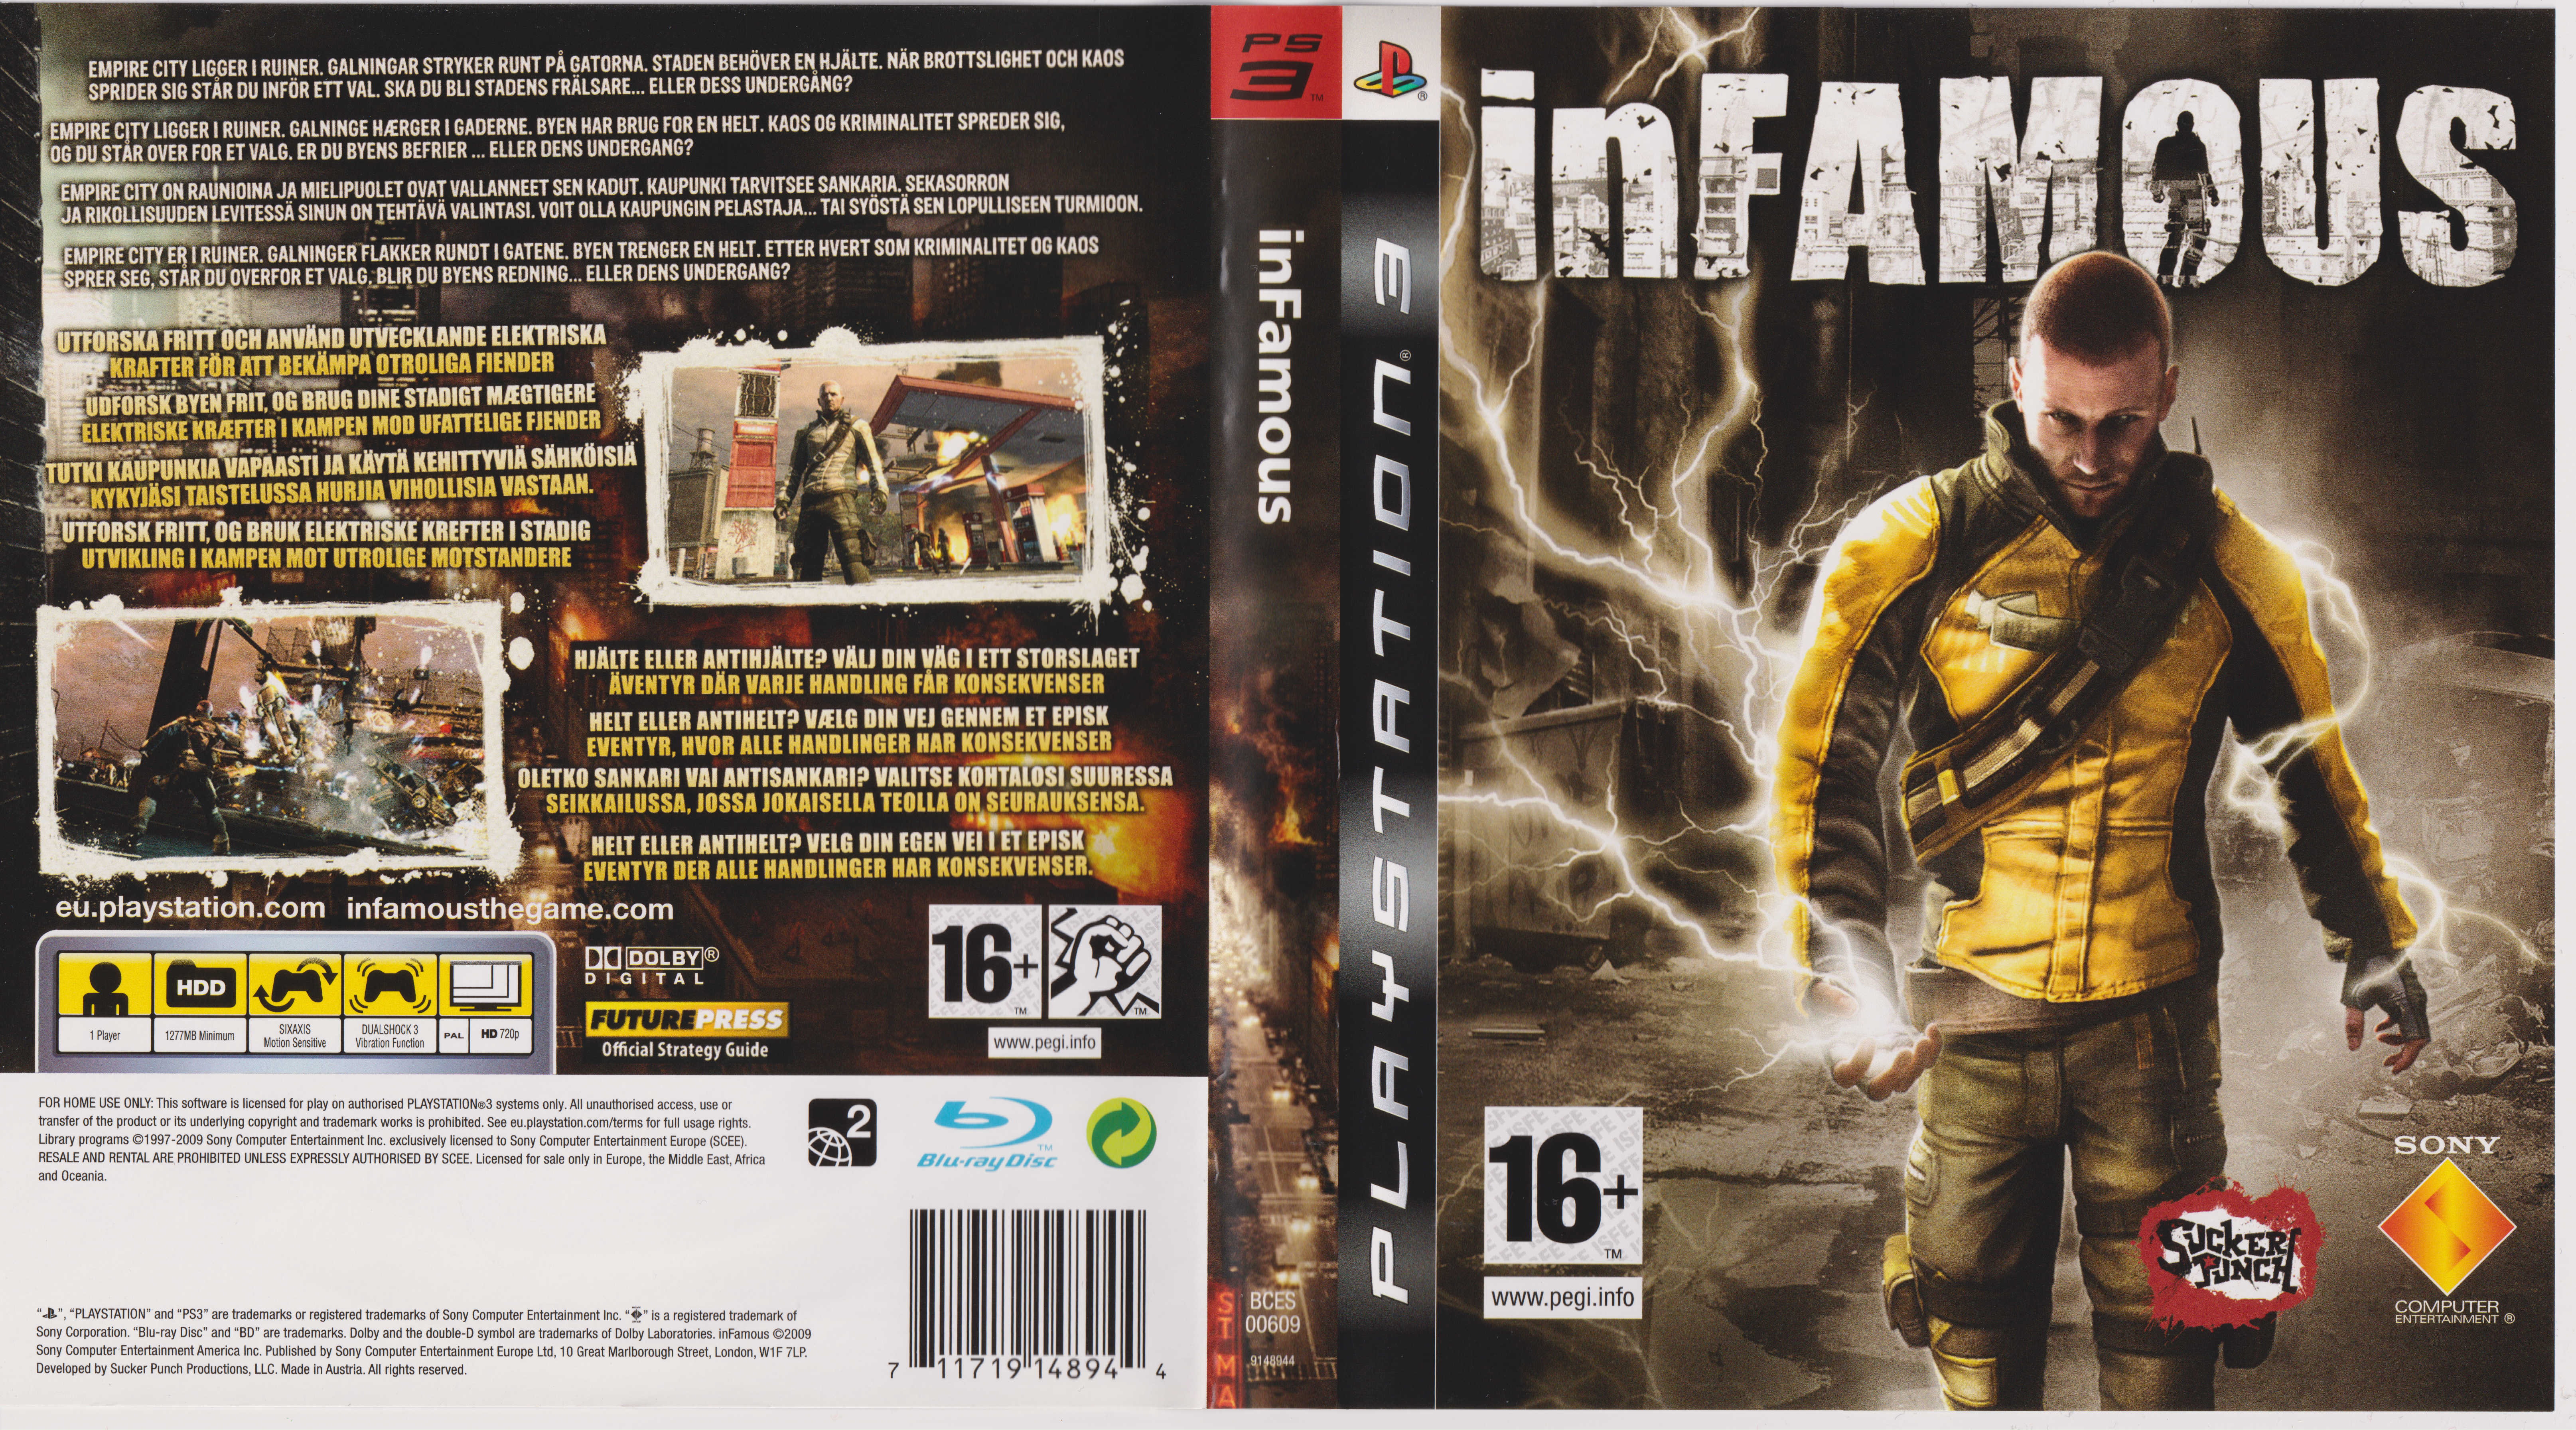 EMPIRE CITY LIGGER I RUINER. GALNINGAR STRYKER RUNT PÅ GATORNA. STADEN BEHÖVER EN HJÄLTE. NÄR BROTTSLIGHET OCH KAOS
SPRIDER SIG STÅR DU INFÖR ETT VAL. SKA DU BLI STADENS FRÄLSARE... ELLER DESS UNDERGÅNG?
EMPIRE CITY LIGGER I RUINER. GALNINGE HÆRGER I GADERNE. BYEN HAR BRUG FOR EN HELT. KAOS OG KRIMINALITET SPREDER SIG,
OG DU STÅR OVER FOR ET VALG. ER DU BYENS BEFRIER ... ELLER DENS UNDERGANG?
EMPIRE CITY ON RAUNIOINA JA MIELIPUOLET OVAT VALLANNEET SEN KADUT. KAUPUNKI TARVITSEE SANKARIA. SEKASORRON
JA RIKOLLISUUDEN LEVITESSÄ SINUN ON TEHTÄVÄ VALINTASI. VOIT OLLA KAUPUNGIN PELASTAJA... TAI SYÖSTÄ SEN LOPULLISEEN TURMIOON.
EMPIRE CITY ER I RUINER. GALNINGER FLAKKER RUNDT I GATENE. BYEN TRENGER EN HELT. ETTER HVERT SOM KRIMINALITET OG KAOS
SPRER SEG, STÅR DU OVERFOR ET VALG. BLIR DU BYENS REDNING... ELLER DENS UNDERGANG?
UTFORSKA FRITT OCH ANVÄND UTVECKLANDE ELEKTRISKA
KRAFTER FÖR ATT BEKÄMPA OTROLIGA FIENDER
UDFORSK BYEN FRIT, OG BRUG DINE STADIGT MÆGTIGERE
ELEKTRISKE KRÆFTER I KAMPEN MOD UFATTELIGE FJENDER
TUTKI KAUPUNKIA VAPAASTI JA KÄYTÄ KEHITTYVIÄ SÄHKÖISIÄ
KYKYJÄSI TAISTELUSSA HURJIA VIHOLLISIA VASTAAN.
UTFORSK FRITT, OG BRUK ELEKTRISKE KREFTER I STADIG
UTVIKLING I KAMPEN MOT UTROLIGE MOTSTANDERE
HJÄLTE ELLER ANTIHJÄLTE? VÄLJ DIN VÄG I ETT STORSLAGET
ÄVENTYR DÄR VARJE HANDLING FÅR KONSEKVENSER
HELT ELLER ANTIHELT? VÆLG DIN VEJ GENNEM ET EPISK
EVENTYR, HVOR ALLE HANDLINGER HAR KONSEKVENSER
OLETKO SANKARI VAI ANTISANKARI? VALITSE KOHTALOSI SUURESSA
SEIKKAILUSSA, JOSSA JOKAISELLA TEOLLA ON SEURAUKSENSA.
HELT ELLER ANTIHELT? VELG DIN EGEN VEI I ET EPISK
EVENTYR DER ALLE HANDLINGER HAR KONSEKVENSER.
eu.playstation.com infamousthegame.com
HDD
1 Player
1277MB Minimum
SIXAXIS
Motion Sensitive
DUALSHOCK 3
Vibration Function
PAL
HD 720p
DOLBY®
DIGITAL
FUTUREPRESS
Official Strategy Guide
16+
TM
TM
www.pegi.info
FOR HOME USE ONLY: This software is licensed for play on authorised PLAYSTATION®3 systems only. All unauthorised access, use or
transfer of the product or its underlying copyright and trademark works is prohibited. See eu.playstation.com/terms for full usage rights.
Library programs ©1997-2009 Sony Computer Entertainment Inc. exclusively licensed to Sony Computer Entertainment Europe (SCEE).
RESALE AND RENTAL ARE PROHIBITED UNLESS EXPRESSLY AUTHORISED BY SCEE. Licensed for sale only in Europe, the Middle East, Africa
and Oceania.
2
TM
Blu-ray Disc
“ ”, “PLAYSTATION” and “PS3” are trademarks or registered trademarks of Sony Computer Entertainment Inc. “ ” is a registered trademark of
Sony Corporation. “Blu-ray Disc” and “BD” are trademarks. Dolby and the double-D symbol are trademarks of Dolby Laboratories. inFamous ©2009
Sony Computer Entertainment America Inc. Published by Sony Computer Entertainment Europe Ltd, 10 Great Marlborough Street, London, W1F 7LP.
Developed by Sucker Punch Productions, LLC. Made in Austria. All rights reserved.
7 11719 14894 4
PS3
TM
inFamous
STMA
BCES
00609
9148944
®
PLAYSTATION®3
inFAMOUS
16+
TM
www.pegi.info
SUCKER
PUNCH
SONY
COMPUTER
ENTERTAINMENT ®